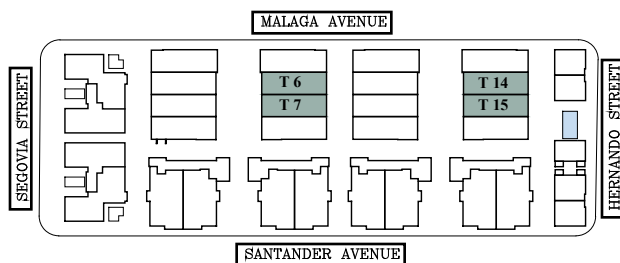 MALAGA AVENUE
SEGOVIA STREET
T 6
T 14
T 7
T 15
HERNANDO STREET
SANTANDER AVENUE